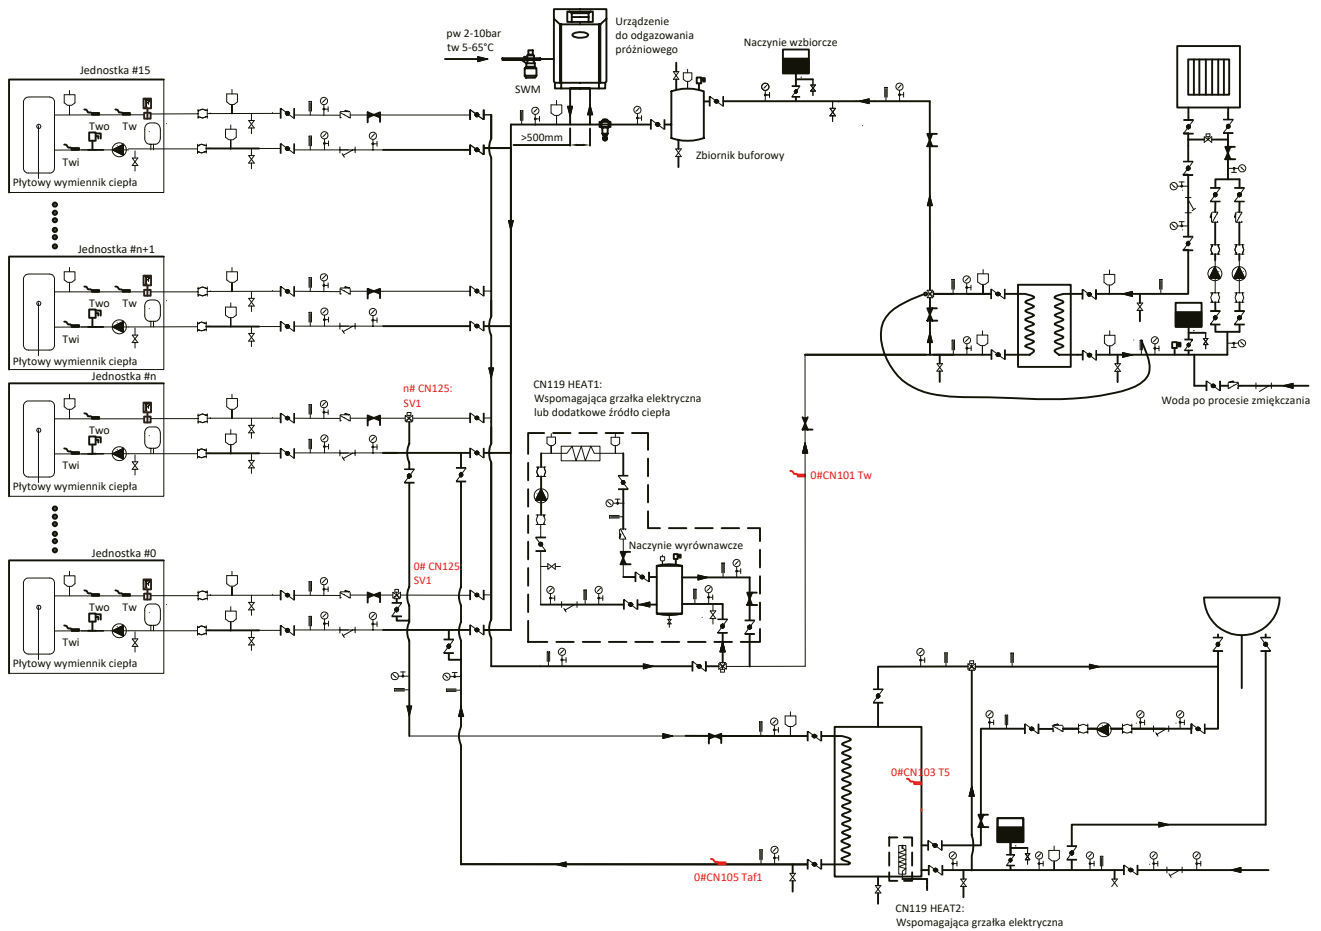 pw 2-10bar
tw 5-65°C
SWM
Urządzenie
do odgazowania
próżniowego
Naczynie wzbiorcze
>500mm
Zbiornik buforowy
Jednostka #15
Two
Tw
Twi
Płytowy wymiennik ciepła
Jednostka #n+1
Two
Tw
Twi
Płytowy wymiennik ciepła
Jednostka #n
Two
Twi
Płytowy wymiennik ciepła
Jednostka #0
Two
Tw
Twi
Płytowy wymiennik ciepła
n# CN125:
SV1
0# CN125
SV1
CN119 HEAT1:
Wspomagająca grzałka elektryczna
lub dodatkowe źródło ciepła
Naczynie wyrównawcze
0#CN101 Tw
Woda po procesie zmiękczania
0#CN103 T5
0#CN105 Taf1
CN119 HEAT2:
Wspomagająca grzałka elektryczna